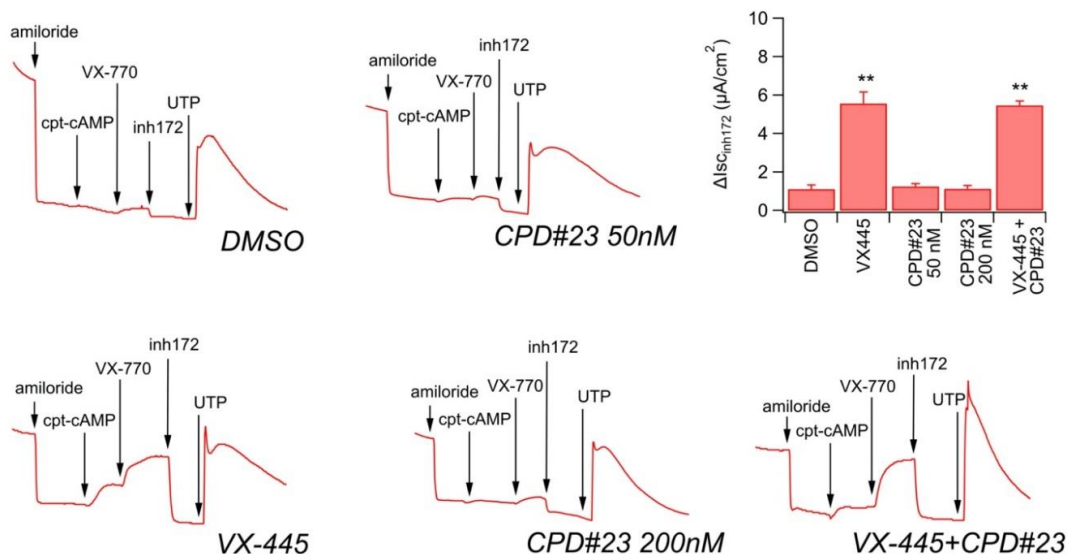 amiloride
VX-770
cpt-cAMP
inh172
UTP
DMSO
amiloride
inh172
VX-770
cpt-cAMP
UTP
CPD#23 50nM
ΔIsc_inh172 (µA/cm²)
10
8
6
4
2
0
**
**
DMSO
VX445
CPD#23
50 nM
CPD#23
200 nM
VX-445 +
CPD#23
amiloride
VX-770
cpt-cAMP
inh172
UTP
VX-445
amiloride
cpt-cAMP
VX-770
inh172
UTP
CPD#23 200nM
amiloride
cpt-cAMP
VX-770
inh172
UTP
VX-445+CPD#23